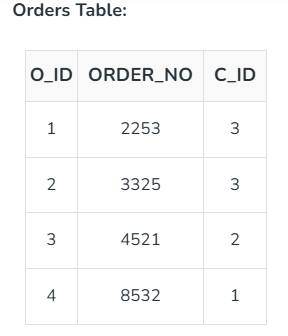 Orders Table:
O_ID ORDER_NO C_ID
1 2253 3
2 3325 3
3 4521 2
4 8532 1